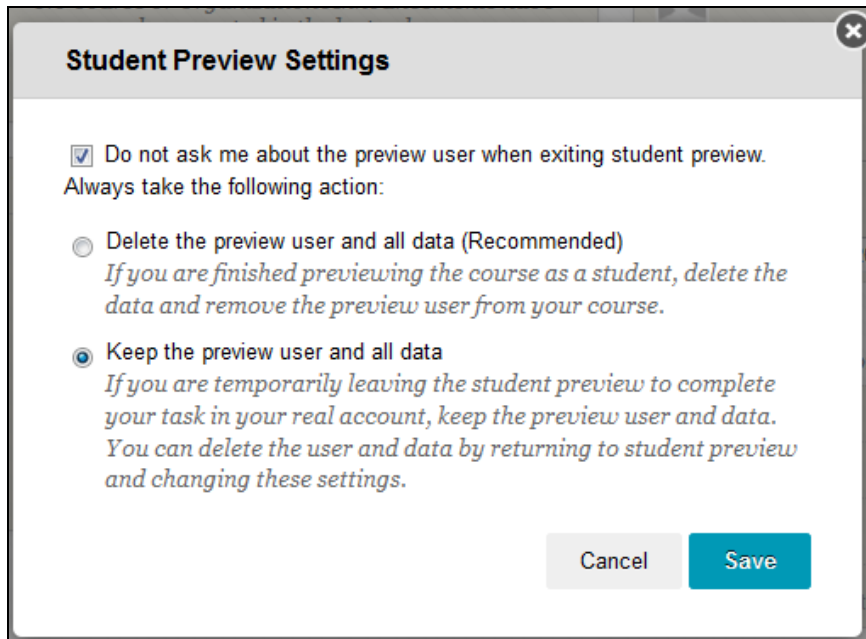 Student Preview Settings
Do not ask me about the preview user when exiting student preview.
Always take the following action:
Delete the preview user and all data (Recommended)
If you are finished previewing the course as a student, delete the
data and remove the preview user from your course.
Keep the preview user and all data
If you are temporarily leaving the student preview to complete
your task in your real account, keep the preview user and data.
You can delete the user and data by returning to student preview
and changing these settings.
Cancel
Save